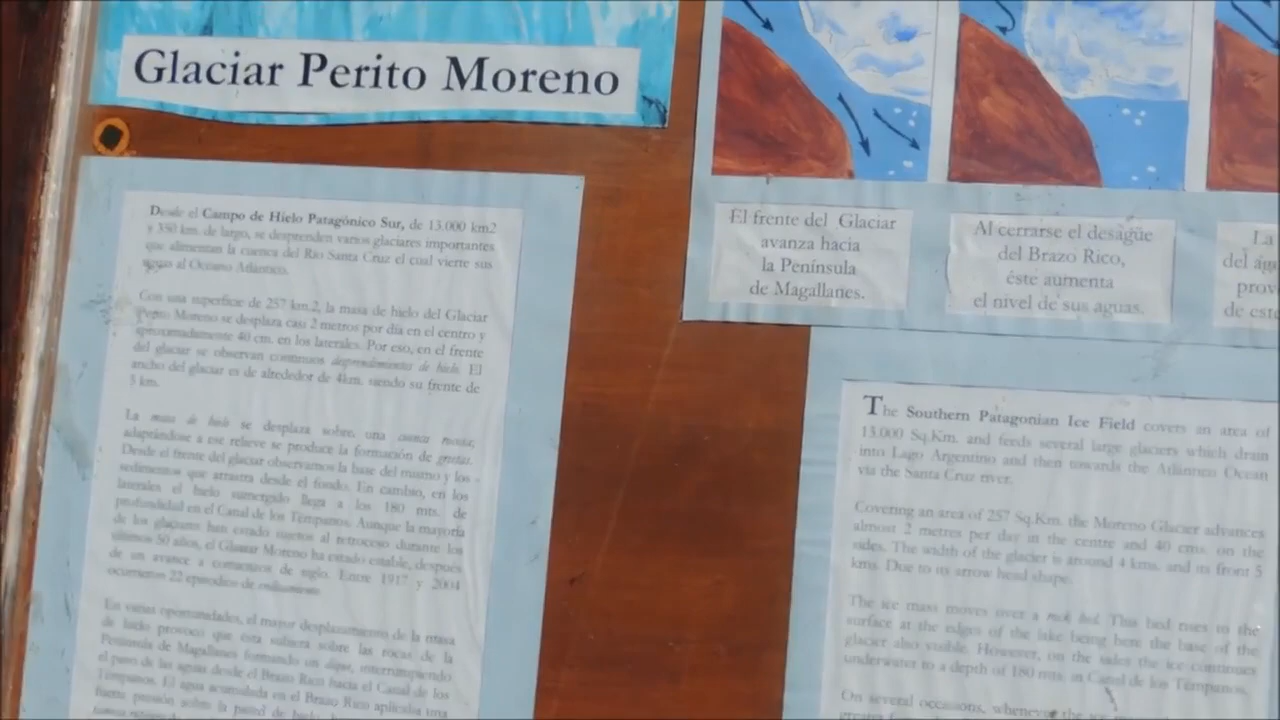 Glaciar Perito Moreno
Desde el Campo de Hielo Patagónico Sur, de 13.000 km2
y 350 km. de largo, se desprenden varios glaciares importantes
que alimentan la cuenca del Río Santa Cruz el cual vierte sus
aguas al Océano Atlántico.
Con una superficie de 257 km.2, la masa de hielo del Glaciar
Perito Moreno se desplaza casi 2 metros por día en el centro y
aproximadamente 40 cm. en los laterales. Por eso, en el frente
del glaciar se observan continuos desprendimientos de hielo. El
ancho del glaciar es de alrededor de 4km. siendo su frente de
5 km.
La masa de hielo se desplaza sobre, una cuenca rocosa;
adaptándose a ese relieve se produce la formación de grietas.
Desde el frente del glaciar observamos la base del mismo y los
sedimentos que arrastra desde el fondo. En cambio, en los
laterales el hielo sumergido llega a los 180 mts. de
profundidad en el Canal de los Témpanos. Aunque la mayoría
de los glaciares han estado sujetos al retroceso durante los
últimos 50 años, el Glaciar Moreno ha estado estable, después
de un avance a comienzos de siglo. Entre 1917 y 2004
ocurrieron 22 episodios de endicamiento.
En varias oportunidades, el mayor desplazamiento de la masa
de hielo provocó que ésta subiera sobre las rocas de la
Península de Magallanes formando un dique, interrumpiendo
el paso de las aguas desde el Brazo Rico hacia el Canal de los
Témpanos. El agua acumulada en el Brazo Rico aplicaba una
fuerte presión sobre la pared de hielo
El frente del Glaciar
avanza hacia
la Península
de Magallanes.
Al cerrarse el desagüe
del Brazo Rico,
éste aumenta
el nivel de sus aguas.
La
del agu
prov
de est
The Southern Patagonian Ice Field covers an area of
13.000 Sq.Km. and feeds several large glaciers which drain
into Lago Argentino and then towards the Atlántico Ocean
via the Santa Cruz river.
Covering an area of 257 Sq.Km. the Moreno Glacier advances
almost 2 metres per day in the centre and 40 cms. on the
sides. The width of the glacier is around 4 kms. and its front 5
kms. Due to its arrow head shape.
The ice mass moves over a rock bed. This bed rises to the
surface at the edges of the lake being here the base of the
glacier also visible. However, on the sides the ice continues
underwater to a depth of 180 mts. in Canal de los Témpanos.
On several occasions, whenever the ice